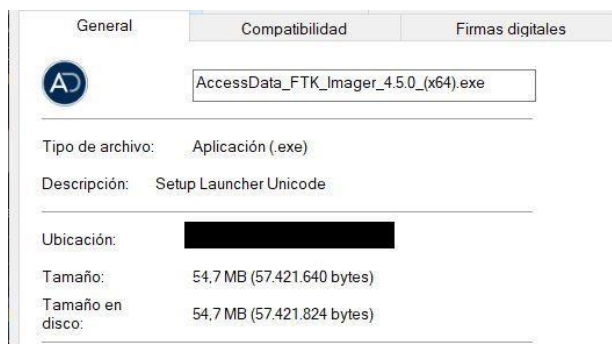 General Compatibilidad Firmas digitales
AD
AccessData_FTK_Imager_4.5.0_(x64).exe
Tipo de archivo: Aplicación (.exe)
Descripción: Setup Launcher Unicode
Ubicación:
Tamaño: 54,7 MB (57.421.640 bytes)
Tamaño en
disco: 54,7 MB (57.421.824 bytes)